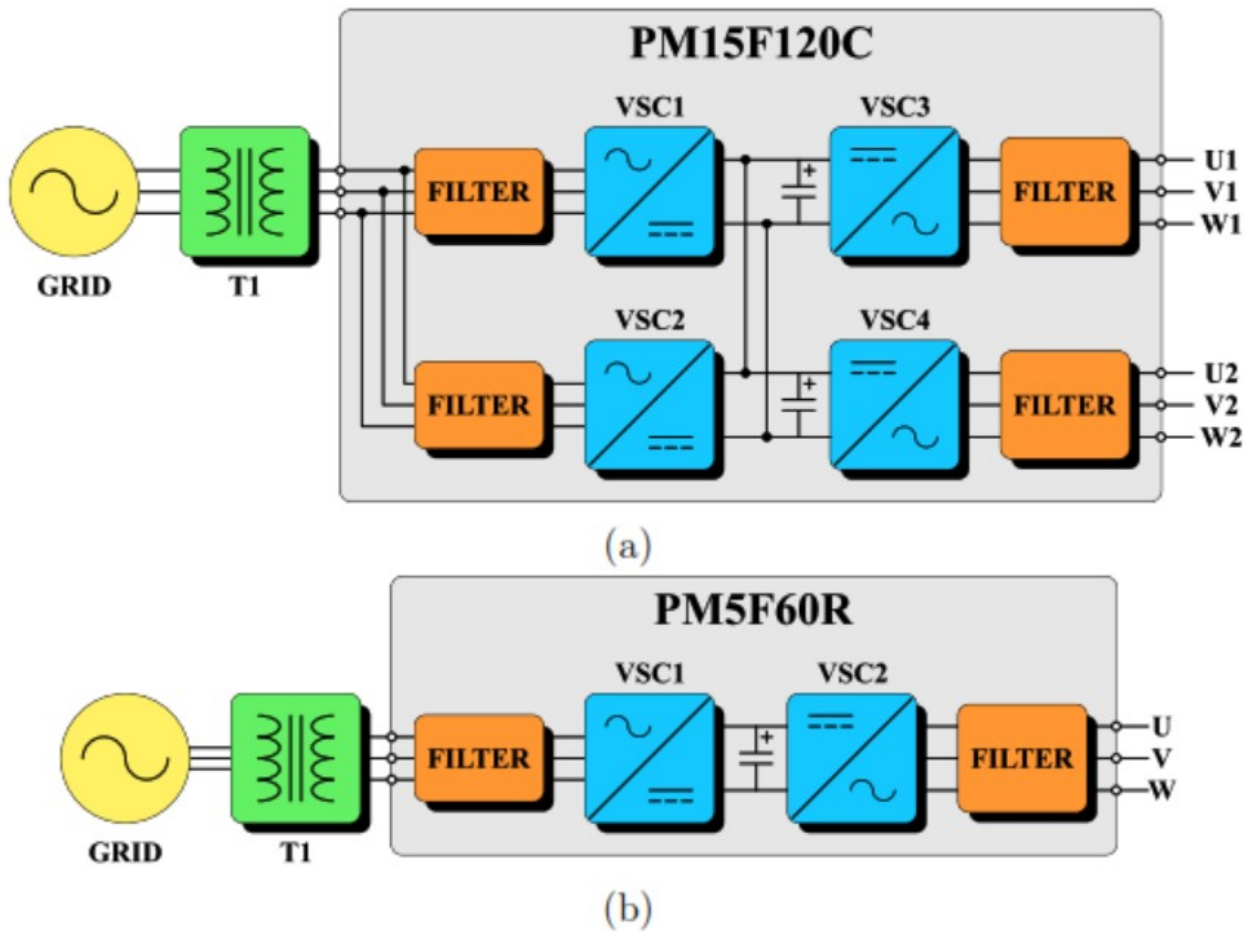 PM15F120C
VSC1 VSC3
FILTER FILTER U1
V1
W1
GRID T1
VSC2 VSC4
FILTER FILTER U2
V2
W2
(a)
PM5F60R
VSC1 VSC2
FILTER FILTER U
V
W
GRID T1
(b)